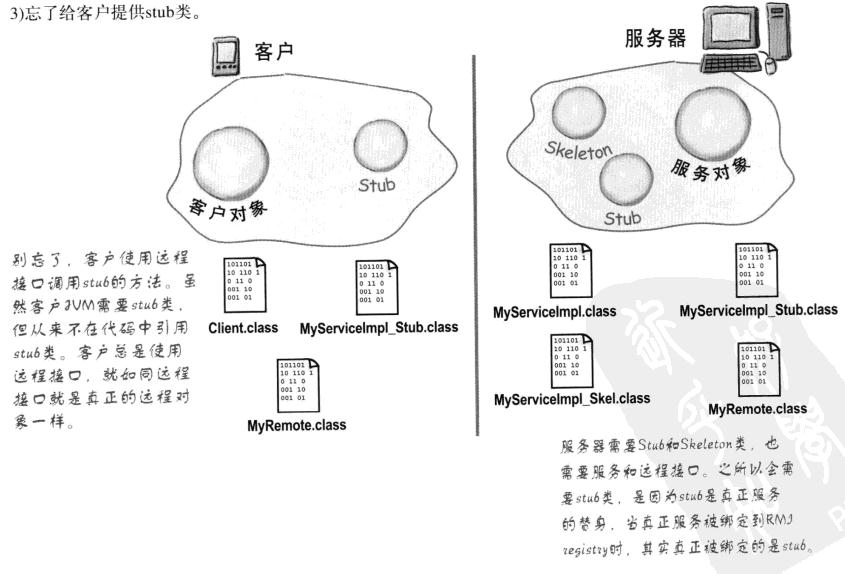 3)忘了给客户提供stub类。
客户
服务器
客户对象
Stub
Skeleton
服务对象
Stub
别忘了，客户使用远程
接口调用stub的方法。虽
然客户JVM需要stub类，
但从来不在代码中引用
stub类。客户总是使用
远程接口，就如同远程
接口就是真正的远程对
象一样。
101101
10 110 1
0 11 0
001 10
001 01
Client.class
101101
10 110 1
0 11 0
001 10
001 01
MyServiceImpl_Stub.class
101101
10 110 1
0 11 0
001 10
001 01
MyRemote.class
101101
10 110 1
0 11 0
001 10
001 01
MyServiceImpl.class
101101
10 110 1
0 11 0
001 10
001 01
MyServiceImpl_Stub.class
101101
10 110 1
0 11 0
001 10
001 01
MyServiceImpl_Skel.class
101101
10 110 1
0 11 0
001 10
001 01
MyRemote.class
服务器需要Stub和Skeleton类，也
需要服务和远程接口。之所以会需
要stub类，是因为stub是真正服务
的替身，当真正服务被绑定到RMI
registry时，其实真正被绑定的是stub。